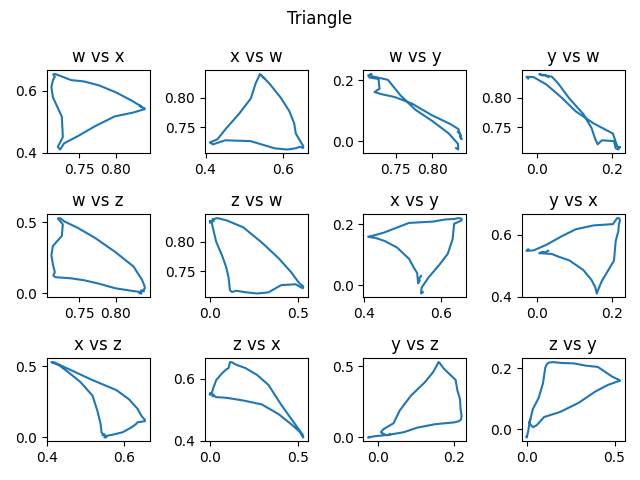 Triangle
w vs x
x vs w
w vs y
y vs w
0.6
0.4
0.75 0.80
0.80
0.75
0.4 0.6
0.2
0.0
0.75 0.80
0.80
0.75
0.0 0.2
w vs z
z vs w
x vs y
y vs x
0.5
0.0
0.75 0.80
0.80
0.75
0.0 0.5
0.2
0.0
0.4 0.6
0.6
0.4
0.0 0.2
x vs z
z vs x
y vs z
z vs y
0.5
0.0
0.4 0.6
0.6
0.4
0.0 0.5
0.5
0.0
0.0 0.2
0.2
0.0
0.0 0.5